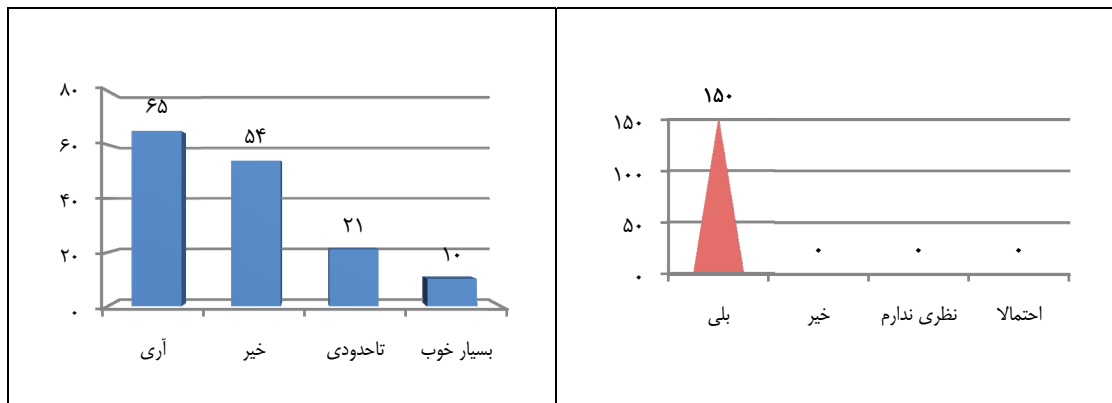 ۸۰
۶۰
۴۰
۲۰
۰
۶۵
۵۴
۲۱
۱۰
آری
خیر
تاحدودی
بسیار خوب
۱۵۰
۱۰۰
۵۰
۰
۱۵۰
۰
۰
۰
بلی
خیر
نظری ندارم
احتمالا